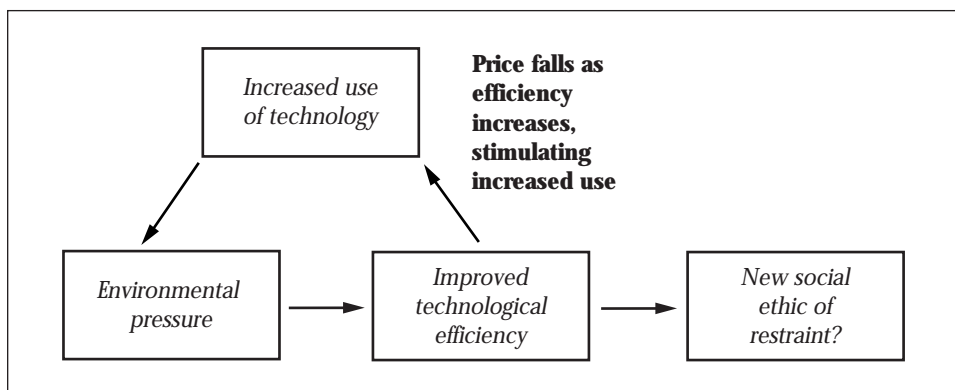 Increased use
of technology
Price falls as
efficiency
increases,
stimulating
increased use
Environmental
pressure
Improved
technological
efficiency
New social
ethic of
restraint?